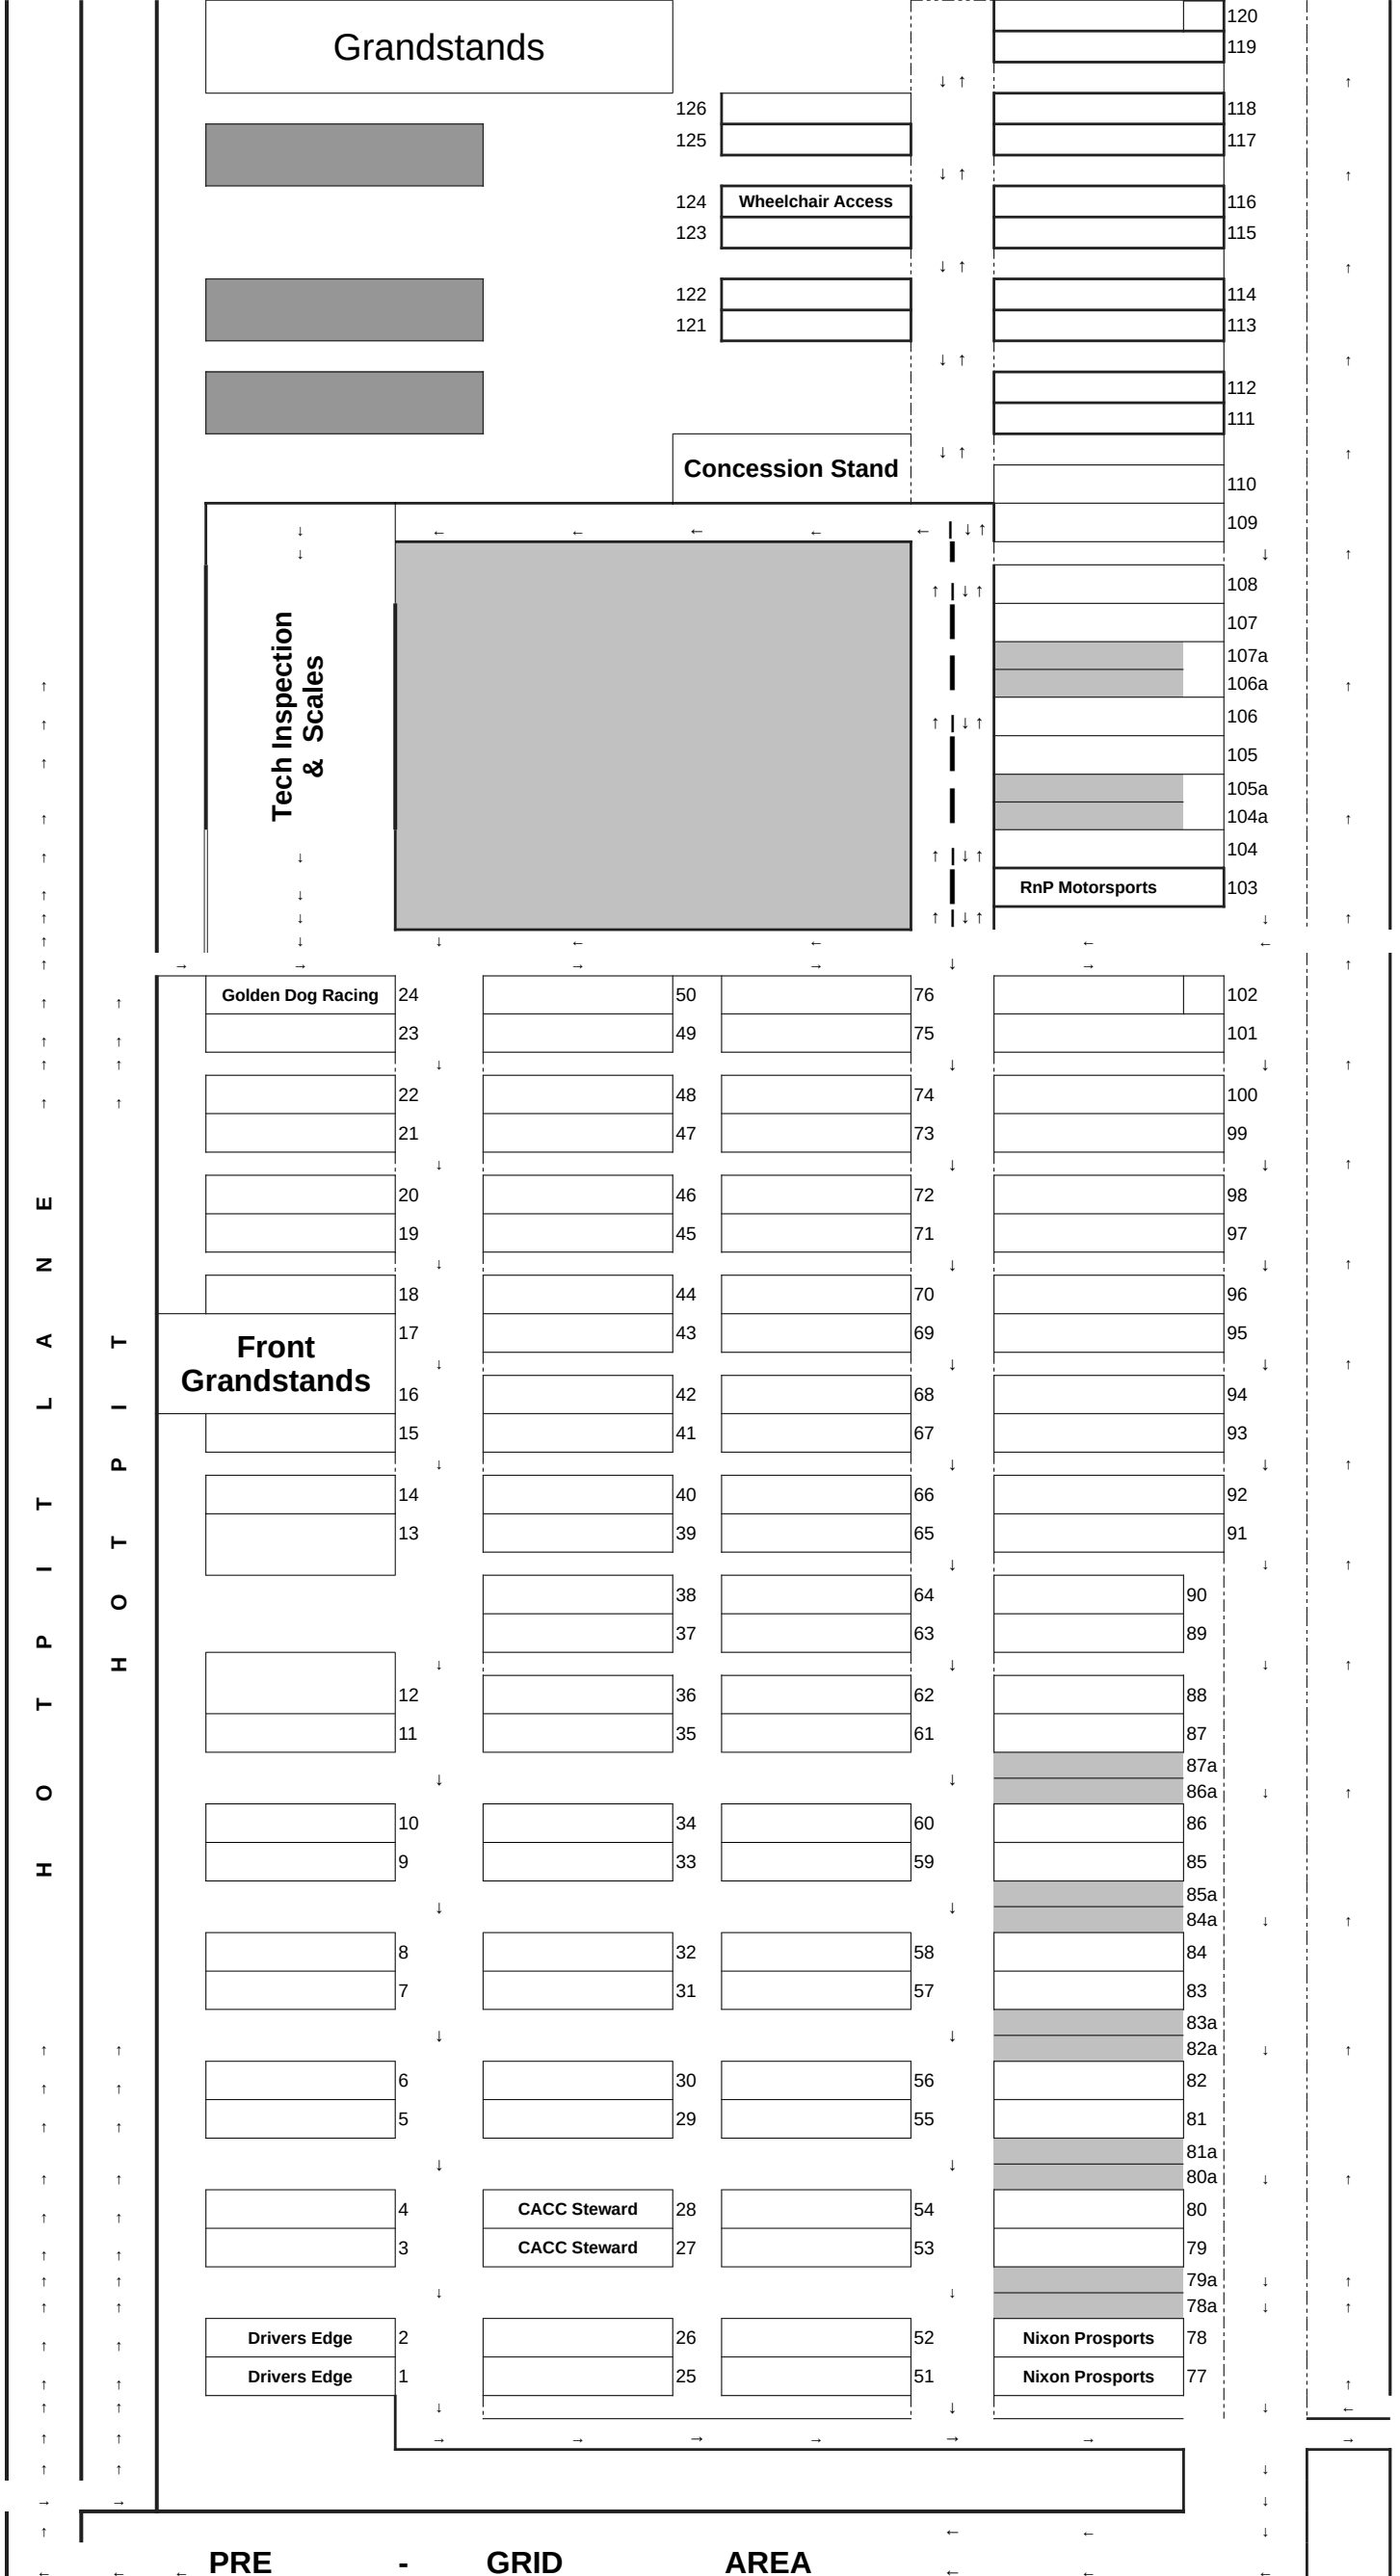 120
Grandstands
119
↓ ↑ ↑
126 118
125 117
↓ ↑ ↑
124 Wheelchair Access 116
123 115
↓ ↑ ↑
122 114
121 113
↓ ↑ ↑
112
111
↓ ↑ ↑
Concession Stand
110
109
↓ ← ← ← ← ← | ↓ ↑
↓ ↓ ↑
108
↑ | ↓ ↑
107
107a
106a
Tech Inspection
& Scales
106
↑ | ↓ ↑
105
105a
104a
104
↑ | ↓ ↑
RnP Motorsports 103
↑ | ↓ ↑ ↓ ↑
↓ ↓ ← ← ← ←
→ → → → ↓ → ↑
Golden Dog Racing 24 50 76 102
23 49 75 101
↓ ↓ ↓ ↑
22 48 74 100
21 47 73 99
↓ ↓ ↓ ↑
20 46 72 98
19 45 71 97
↓ ↓ ↓ ↑
18 44 70 96
17 43 69 95
Front
Grandstands
↓ ↓ ↓ ↑
16 42 68 94
15 41 67 93
↓ ↓ ↓ ↑
14 40 66 92
13 39 65 91
↓ ↓ ↑
38 64 90
37 63 89
↓ ↓ ↓ ↑
12 36 62 88
11 35 61 87
87a
↓ ↓
86a ↓ ↑
10 34 60 86
9 33 59 85
85a
↓ ↓
84a ↓ ↑
8 32 58 84
7 31 57 83
83a
↓ ↓
82a ↓ ↑
6 30 56 82
5 29 55 81
81a
↓ ↓
80a ↓ ↑
4 CACC Steward 28 54 80
3 CACC Steward 27 53 79
79a ↓ ↑
↓ ↓
78a ↓ ↑
Drivers Edge 2 26 52 Nixon Prosports 78
Drivers Edge 1 25 51 Nixon Prosports 77
↓ ↓ ↓ ←
→ → → → → → →
H O T P I T L A N E
H O T P I T
PRE - GRID AREA